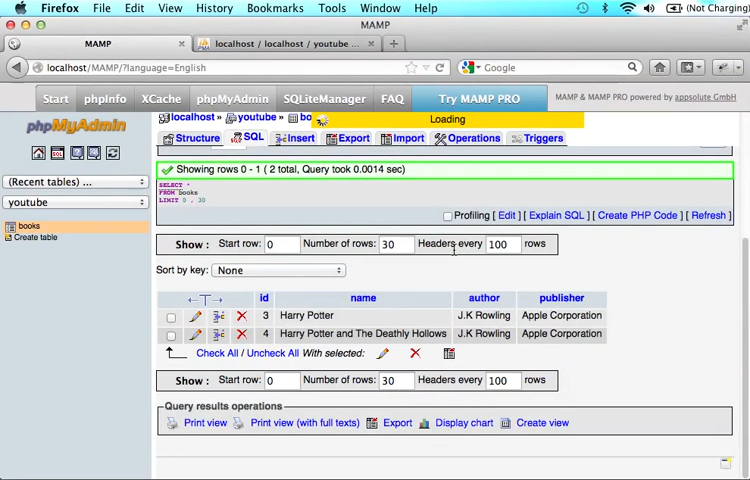 Firefox File Edit View History Bookmarks Tools Window Help (Not Charging)
MAMP
MAMP localhost / localhost / youtube ...
localhost/MAMP/?language=English Google
Start phpInfo XCache phpMyAdmin SQLiteManager FAQ Try MAMP PRO MAMP & MAMP PRO powered by appsolute GmbH
phpMyAdmin
(Recent tables) ...
youtube
books
Create table
localhost » youtube » bo
Loading
Structure SQL Insert Export Import Operations Triggers
Showing rows 0 - 1 ( 2 total, Query took 0.0014 sec)
SELECT *
FROM books
LIMIT 0 , 30
Profiling [ Edit ] [ Explain SQL ] [ Create PHP Code ] [ Refresh ]
Show : Start row: 0 Number of rows: 30 Headers every 100 rows
Sort by key: None
id name author publisher
3 Harry Potter J.K Rowling Apple Corporation
4 Harry Potter and The Deathly Hollows J.K Rowling Apple Corporation
Check All / Uncheck All With selected:
Show : Start row: 0 Number of rows: 30 Headers every 100 rows
Query results operations
Print view Print view (with full texts) Export Display chart Create view